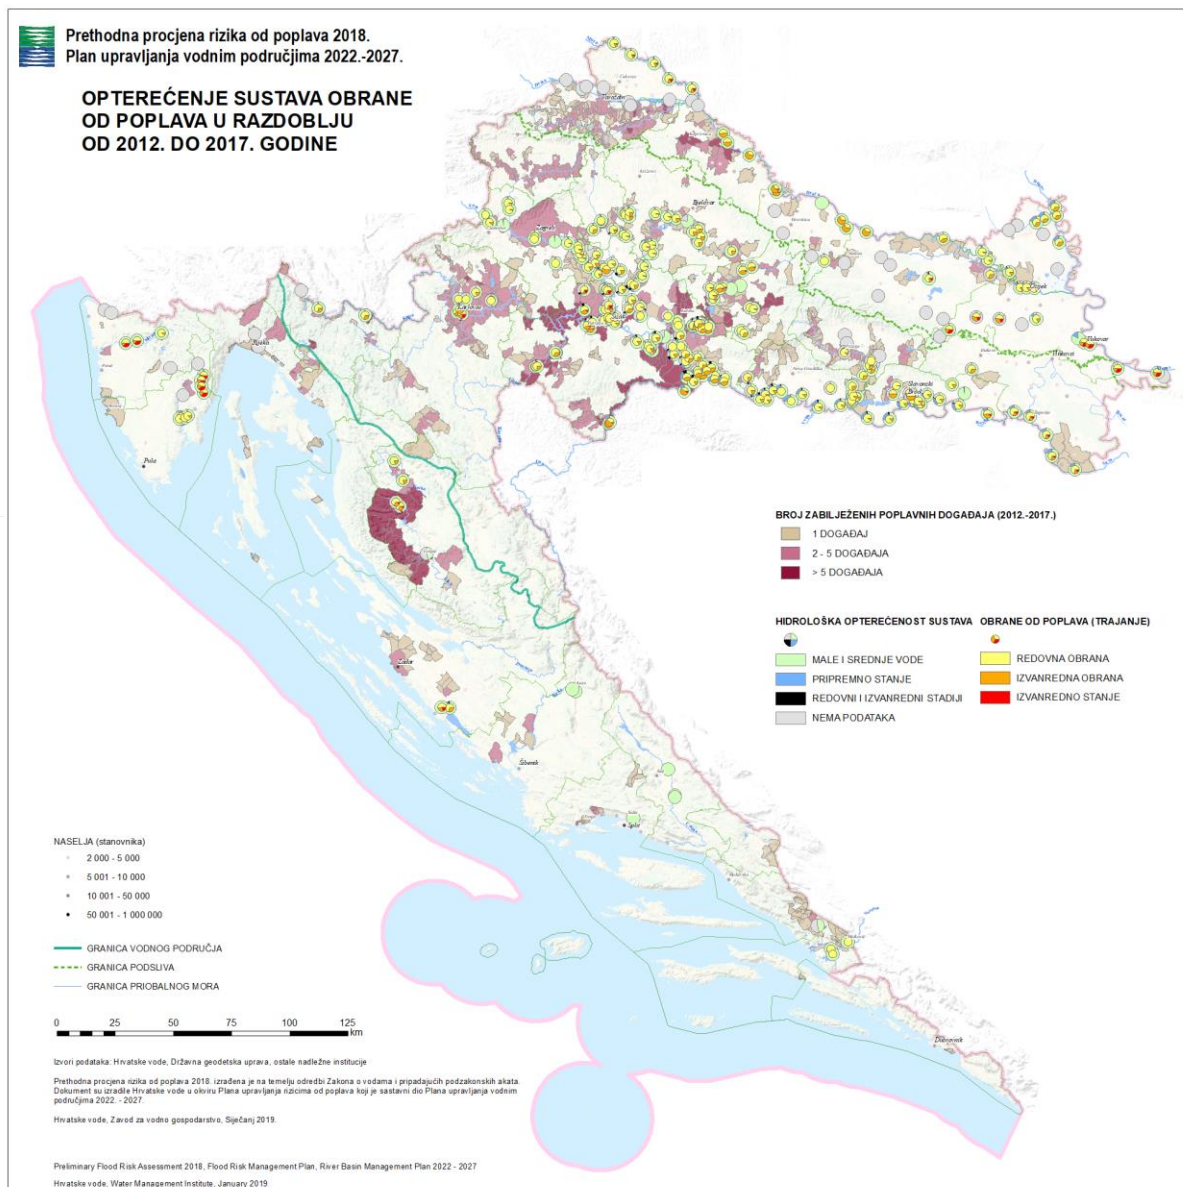 Prethodna procjena rizika od poplava 2018.
Plan upravljanja vodnim područjima 2022.-2027.
OPTEREĆENJE SUSTAVA OBRANE
OD POPLAVA U RAZDOBLJU
OD 2012. DO 2017. GODINE
Zagreb
Bjelovar
Osijek
Vukovar
Slavonski
Brod
Rijeka
Pula
Zadar
Šibenik
Split
Dubrovnik
BROJ ZABILJEŽENIH POPLAVNIH DOGAĐAJA (2012.-2017.)
1 DOGAĐAJ
2 - 5 DOGAĐAJA
> 5 DOGAĐAJA
HIDROLOŠKA OPTEREĆENOST SUSTAVA OBRANE OD POPLAVA (TRAJANJE)
MALE I SREDNJE VODE
REDOVNA OBRANA
PRIPREMNO STANJE
IZVANREDNA OBRANA
REDOVNI I IZVANREDNI STADIJI
IZVANREDNO STANJE
NEMA PODATAKA
NASELJA (stanovnika)
2 000 - 5 000
5 001 - 10 000
10 001 - 50 000
50 001 - 1 000 000
GRANICA VODNOG PODRUČJA
GRANICA PODSLIVA
GRANICA PRIOBALNOG MORA
0 25 50 75 100 125
km
Izvori podataka: Hrvatske vode, Državna geodetska uprava, ostale nadležne institucije
Prethodna procjena rizika od poplava 2018. izrađena je na temelju odredbi Zakona o vodama i pripadajućih podzakonskih akata.
Dokument su izradile Hrvatske vode u okviru Plana upravljanja rizicima od poplava koji je sastavni dio Plana upravljanja vodnim
područjima 2022. - 2027.
Hrvatske vode, Zavod za vodno gospodarstvo, Siječanj 2019.
Preliminary Flood Risk Assessment 2018, Flood Risk Management Plan, River Basin Management Plan 2022 - 2027
Hrvatske vode, Water Management Institute, January 2019